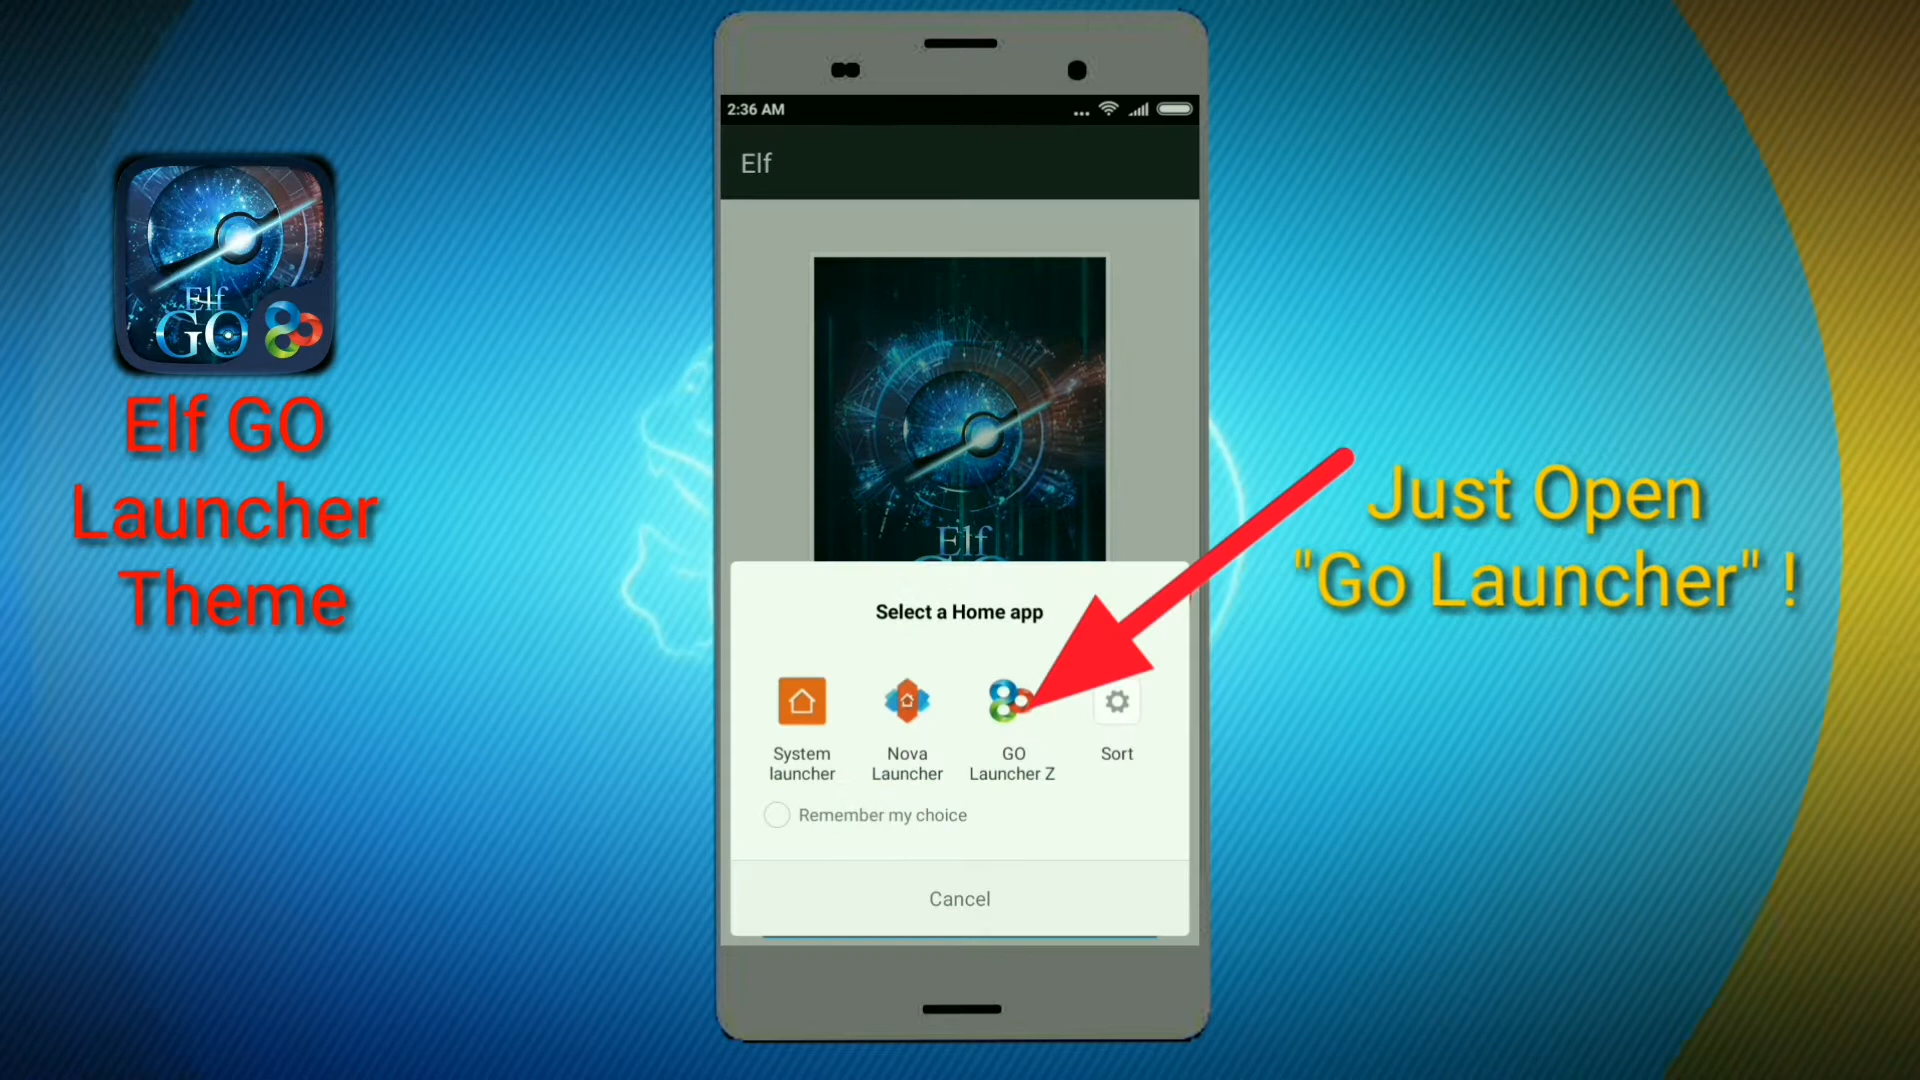 2:36 AM
...
Elf
Elf
GO
Elf GO
Launcher
Theme
Elf
Just Open
"Go Launcher" !
Select a Home app
System
launcher
Nova
Launcher
GO
Launcher Z
Sort
Remember my choice
Cancel